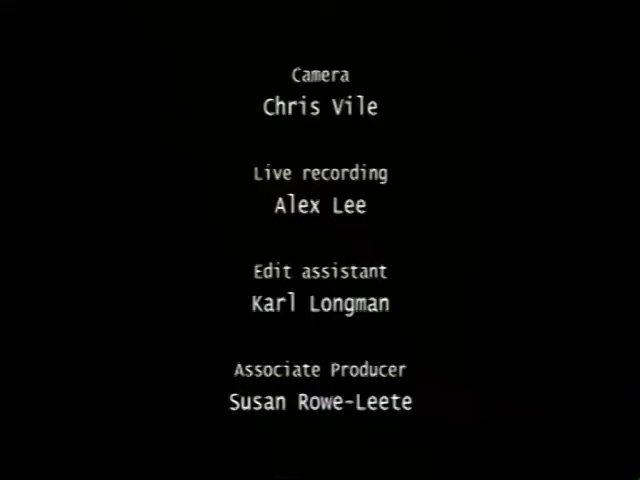 Camera
Chris Vile
Live recording
Alex Lee
Edit assistant
Karl Longman
Associate Producer
Susan Rowe-Leete